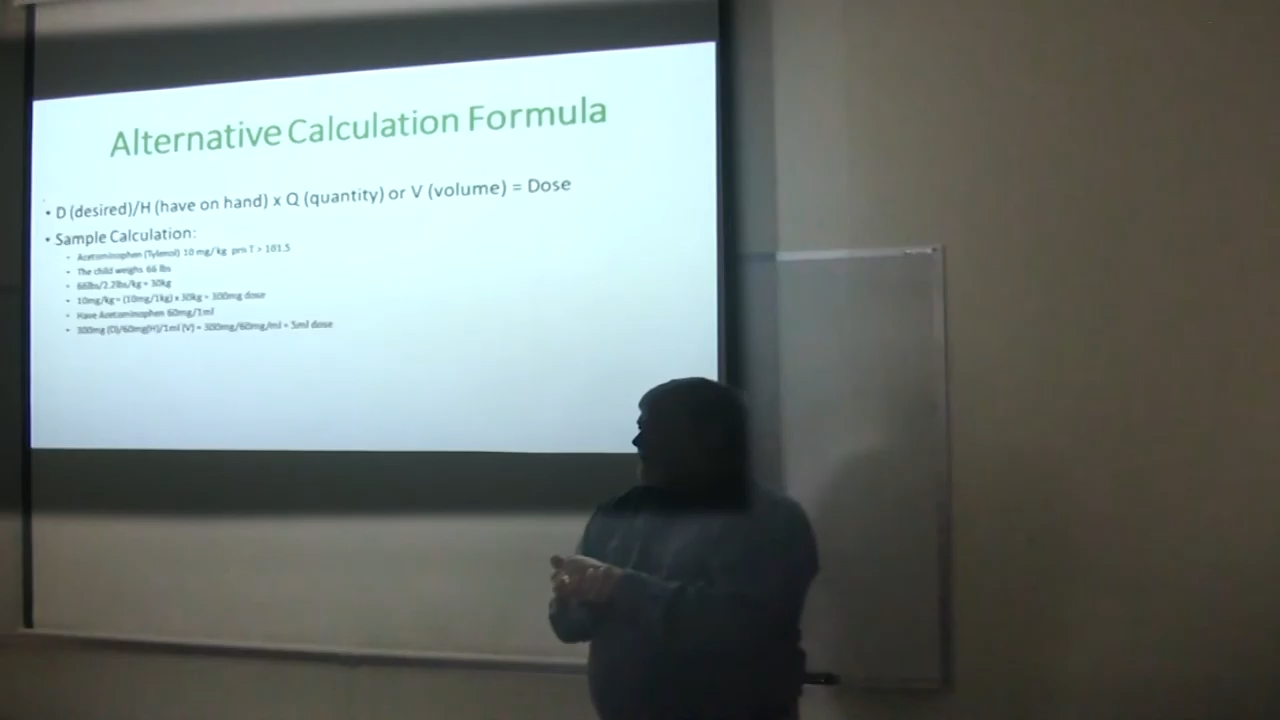 Alternative Calculation Formula
• D (desired)/H (have on hand) x Q (quantity) or V (volume) = Dose
• Sample Calculation:
• Acetominophen (Tylenol) 10 mg/kg prn T > 101.5
• The child weighs 66 lbs
• 66lbs/2.2lbs/kg = 30kg
• 10mg/kg = (10mg/1kg) x 30kg = 300mg dose
• Have Acetominophen 60mg/1ml
• 300mg (D)/60mg(H)/1ml (V) = 300mg/60mg/ml = 5ml dose